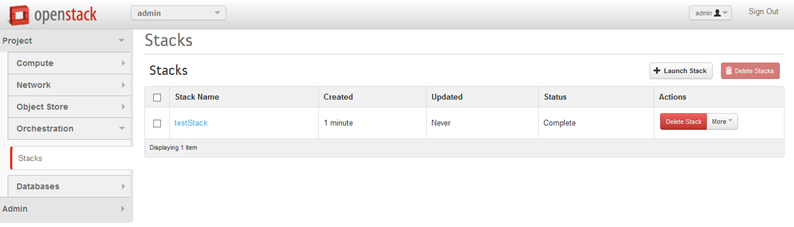 openstack
admin
admin
Sign Out
Project
Compute
Network
Object Store
Orchestration
Stacks
Databases
Admin
Stacks
Stacks
+ Launch Stack
Delete Stacks
Stack Name Created Updated Status Actions
testStack 1 minute Never Complete Delete Stack More
Displaying 1 item